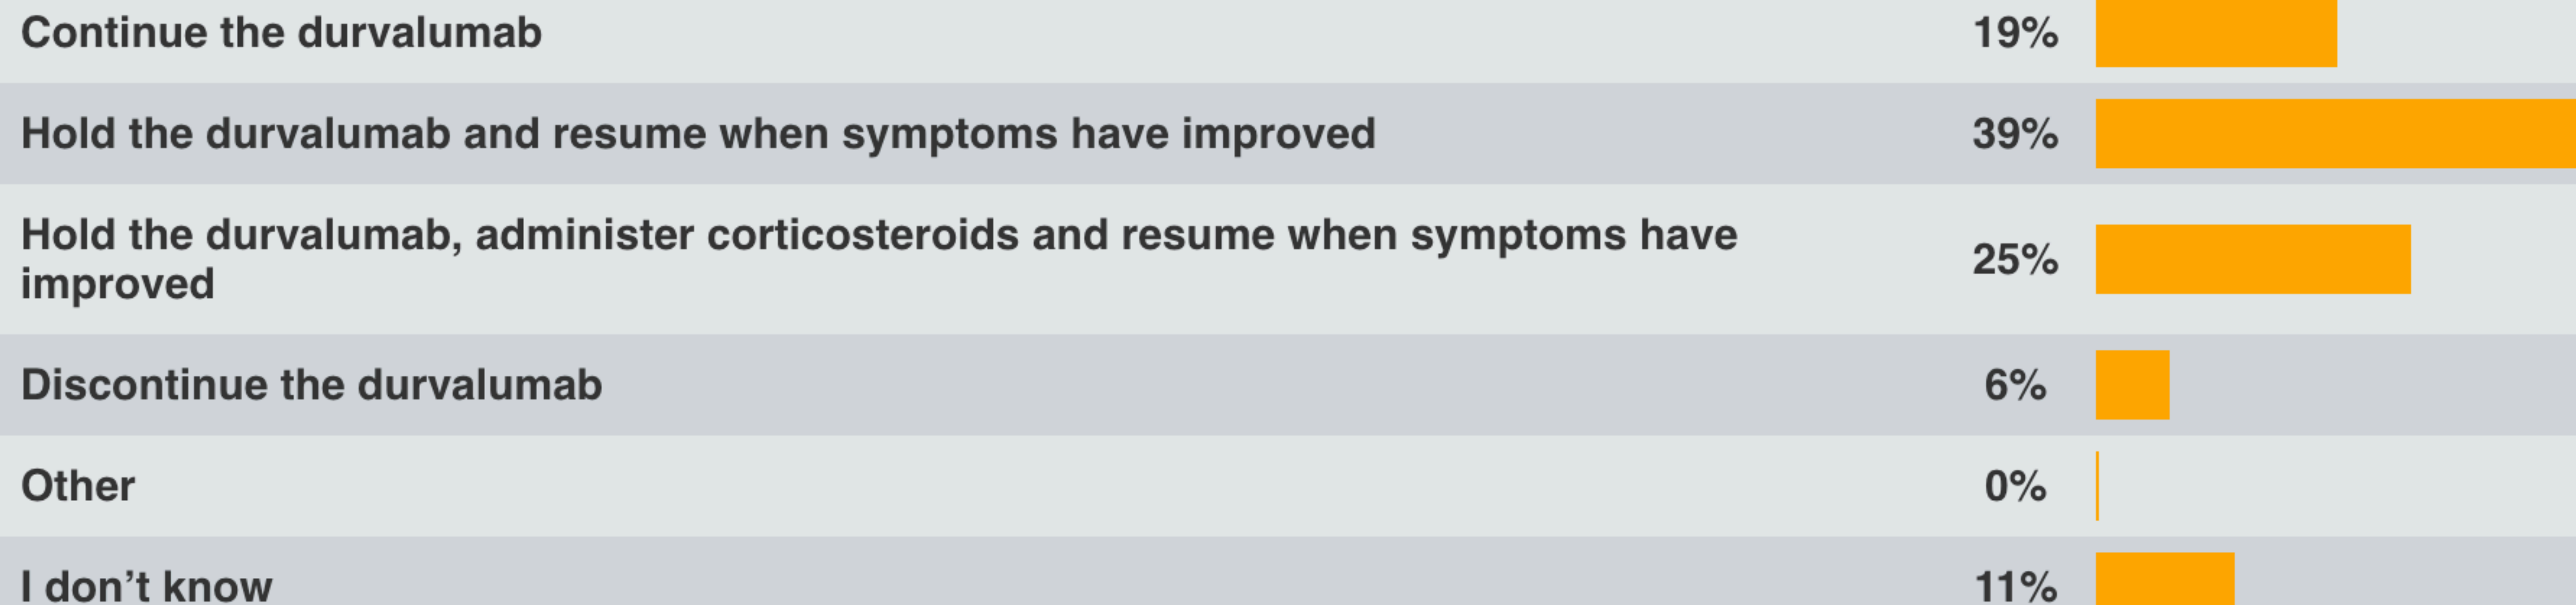 Continue the durvalumab 19%
Hold the durvalumab and resume when symptoms have improved 39%
Hold the durvalumab, administer corticosteroids and resume when symptoms have
improved 25%
Discontinue the durvalumab 6%
Other 0%
I don’t know 11%